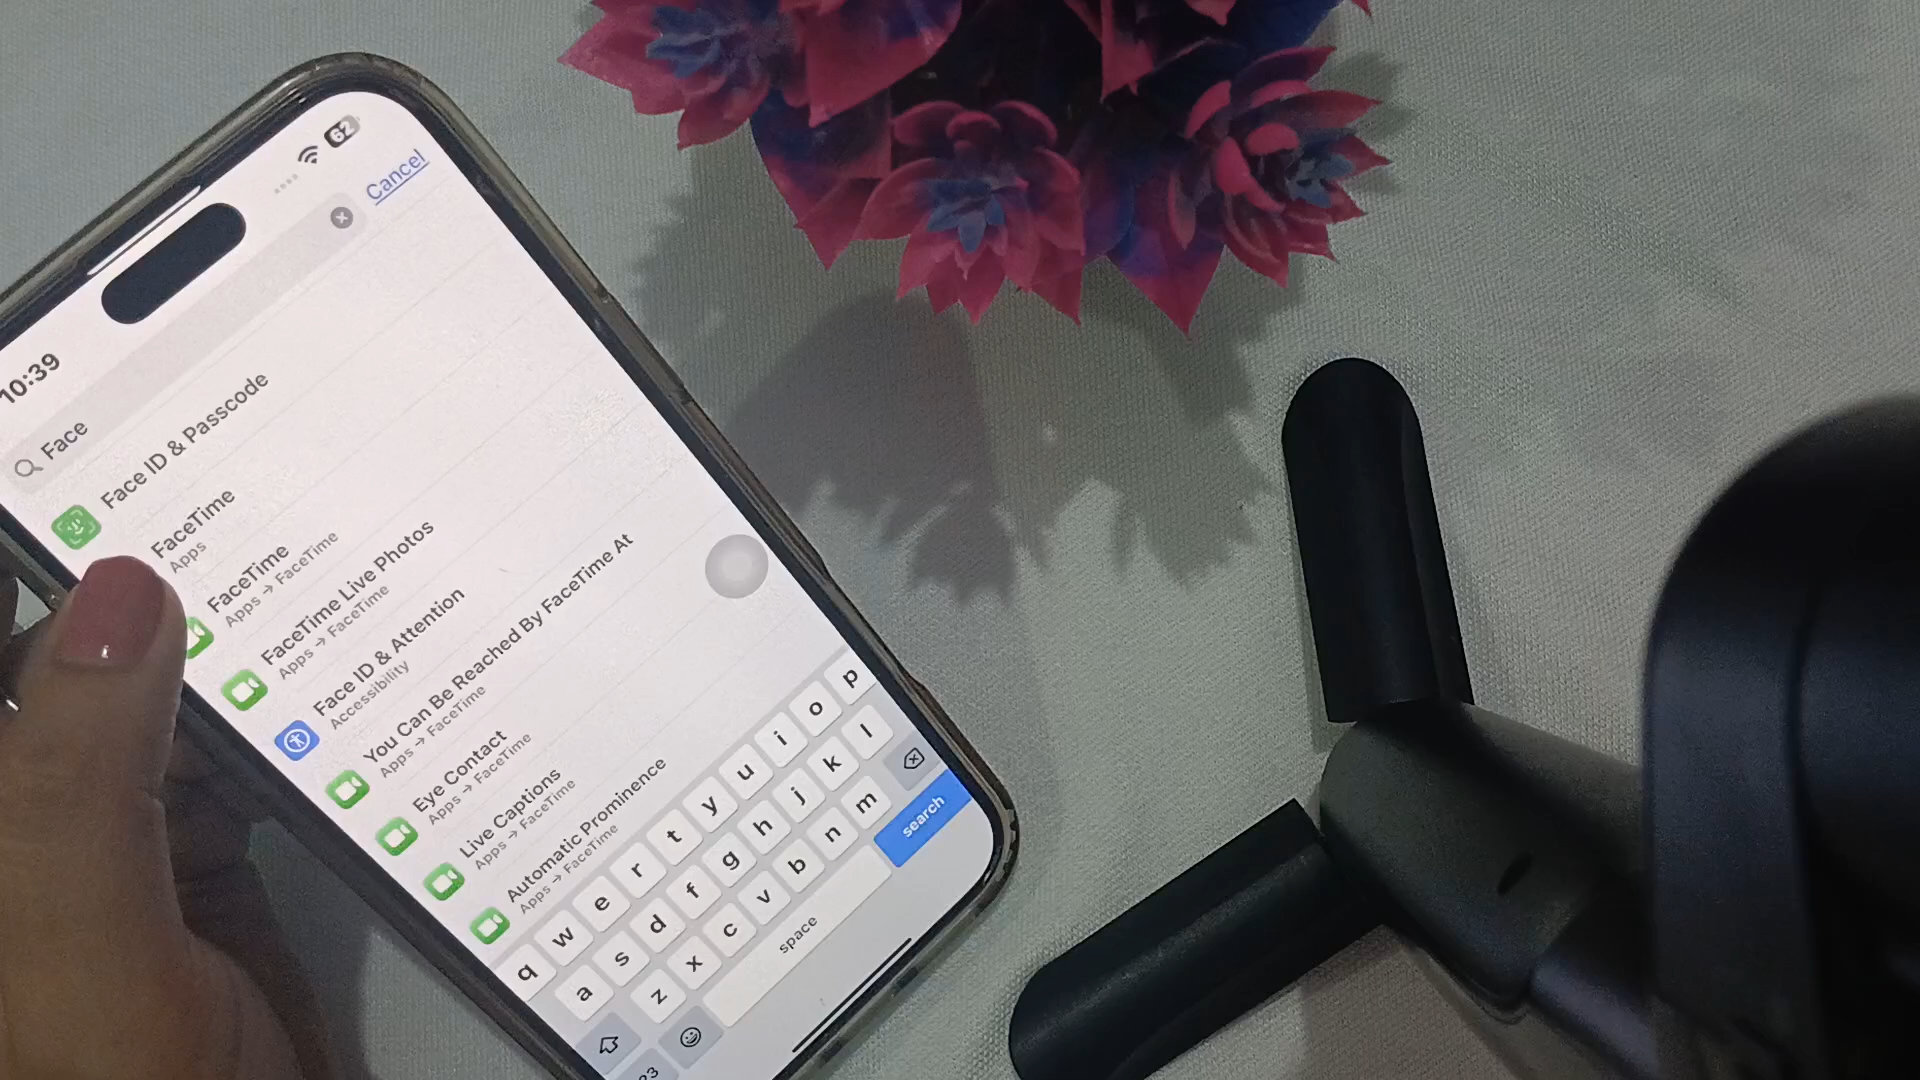 10:39
62
Face
Cancel
Face ID & Passcode
FaceTime
Apps
FaceTime
Apps → FaceTime
FaceTime Live Photos
Apps → FaceTime
Face ID & Attention
Accessibility
You Can Be Reached By FaceTime At
Apps → FaceTime
Eye Contact
Apps → FaceTime
Live Captions
Apps → FaceTime
Automatic Prominence
Apps → FaceTime
q w e r t y u i o p
a s d f g h j k l
z x c v b n m
23
space
search